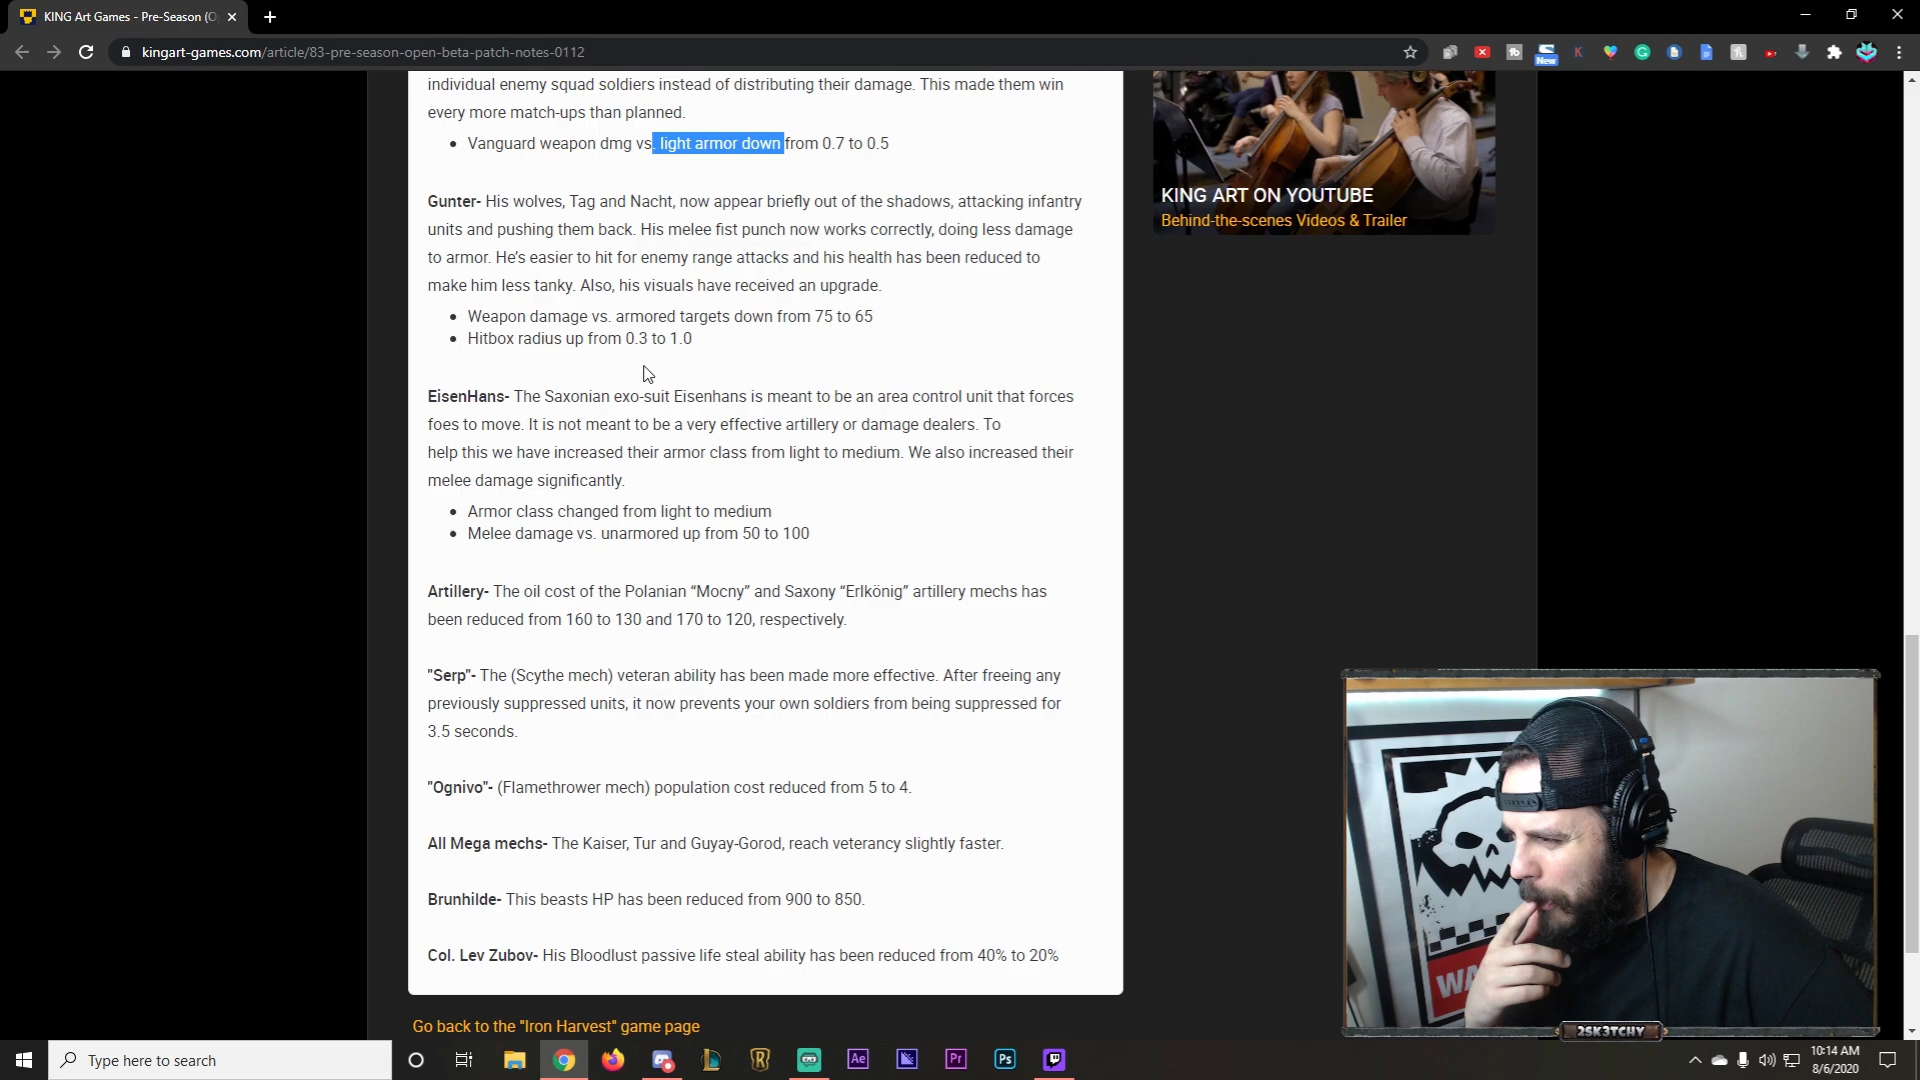 KING Art Games - Pre-Season (O
kingart-games.com/article/83-pre-season-open-beta-patch-notes-0112
New
individual enemy squad soldiers instead of distributing their damage. This made them win
every more match-ups than planned.
Vanguard weapon dmg vs. light armor down from 0.7 to 0.5
Gunter- His wolves, Tag and Nacht, now appear briefly out of the shadows, attacking infantry
units and pushing them back. His melee fist punch now works correctly, doing less damage
to armor. He's easier to hit for enemy range attacks and his health has been reduced to
make him less tanky. Also, his visuals have received an upgrade.
Weapon damage vs. armored targets down from 75 to 65
Hitbox radius up from 0.3 to 1.0
EisenHans- The Saxonian exo-suit Eisenhans is meant to be an area control unit that forces
foes to move. It is not meant to be a very effective artillery or damage dealers. To
help this we have increased their armor class from light to medium. We also increased their
melee damage significantly.
Armor class changed from light to medium
Melee damage vs. unarmored up from 50 to 100
Artillery- The oil cost of the Polanian “Mocny” and Saxony “Erlkönig” artillery mechs has
been reduced from 160 to 130 and 170 to 120, respectively.
"Serp"- The (Scythe mech) veteran ability has been made more effective. After freeing any
previously suppressed units, it now prevents your own soldiers from being suppressed for
3.5 seconds.
"Ognivo"- (Flamethrower mech) population cost reduced from 5 to 4.
All Mega mechs- The Kaiser, Tur and Guyay-Gorod, reach veterancy slightly faster.
Brunhilde- This beasts HP has been reduced from 900 to 850.
Col. Lev Zubov- His Bloodlust passive life steal ability has been reduced from 40% to 20%
Go back to the "Iron Harvest" game page
KING ART ON YOUTUBE
Behind-the-scenes Videos & Trailer
WA
SONY
2SK3TCHY
Type here to search
Ae
Pr
Ps
10:14 AM
8/6/2020